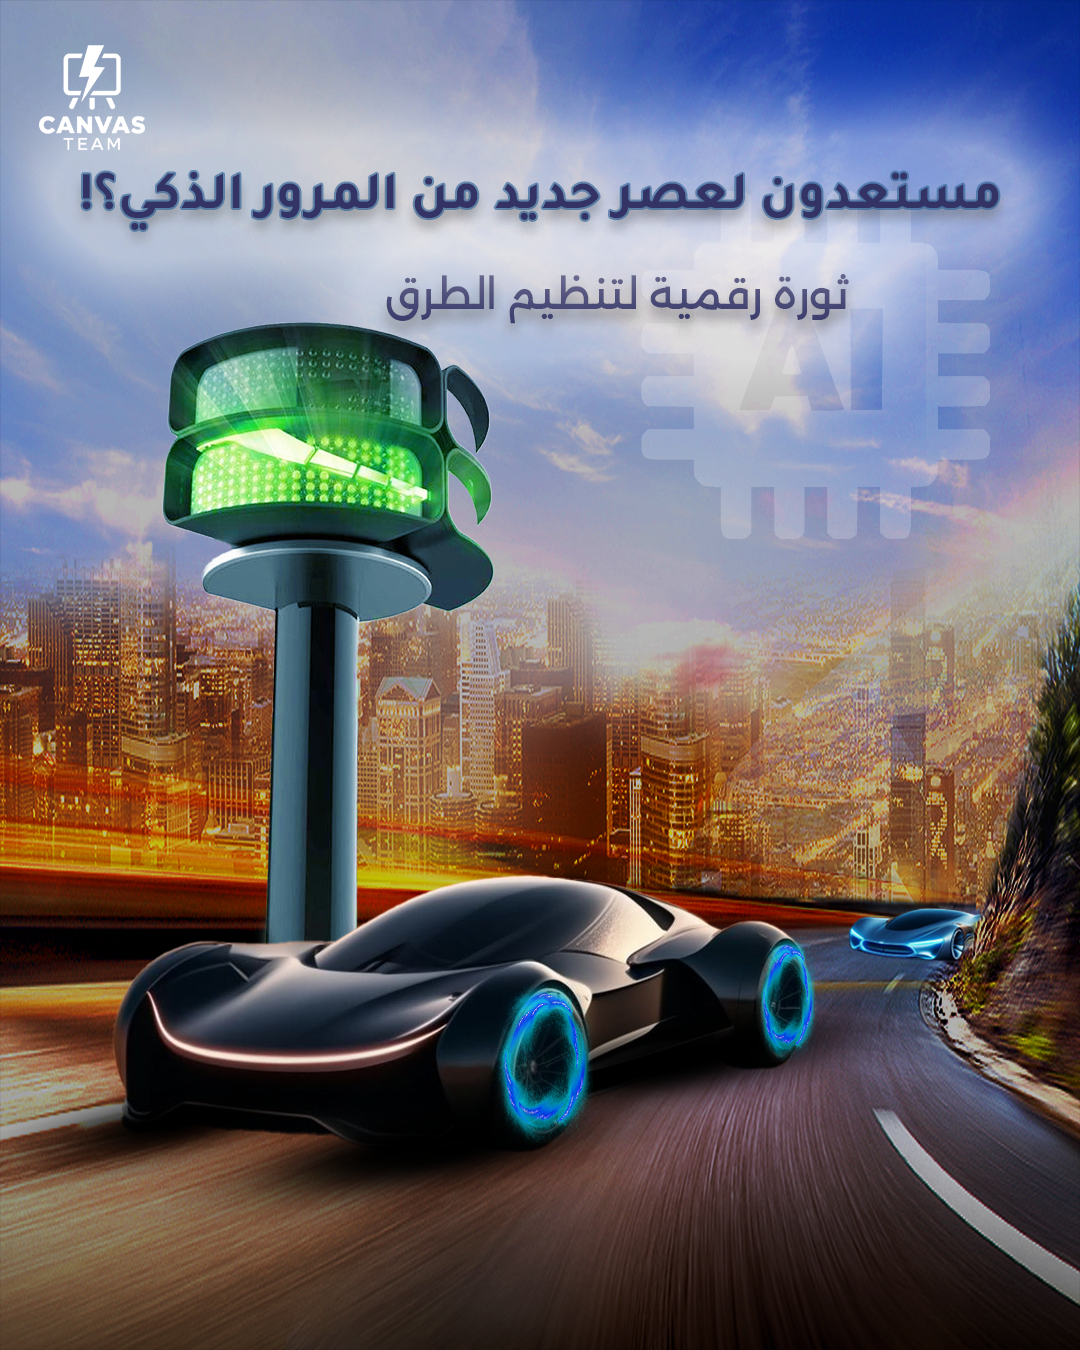 CANVAS
TEAM
مستعدون لعصر جديد من المرور الذكي؟!
ثورة رقمية لتنظيم الطرق
AI